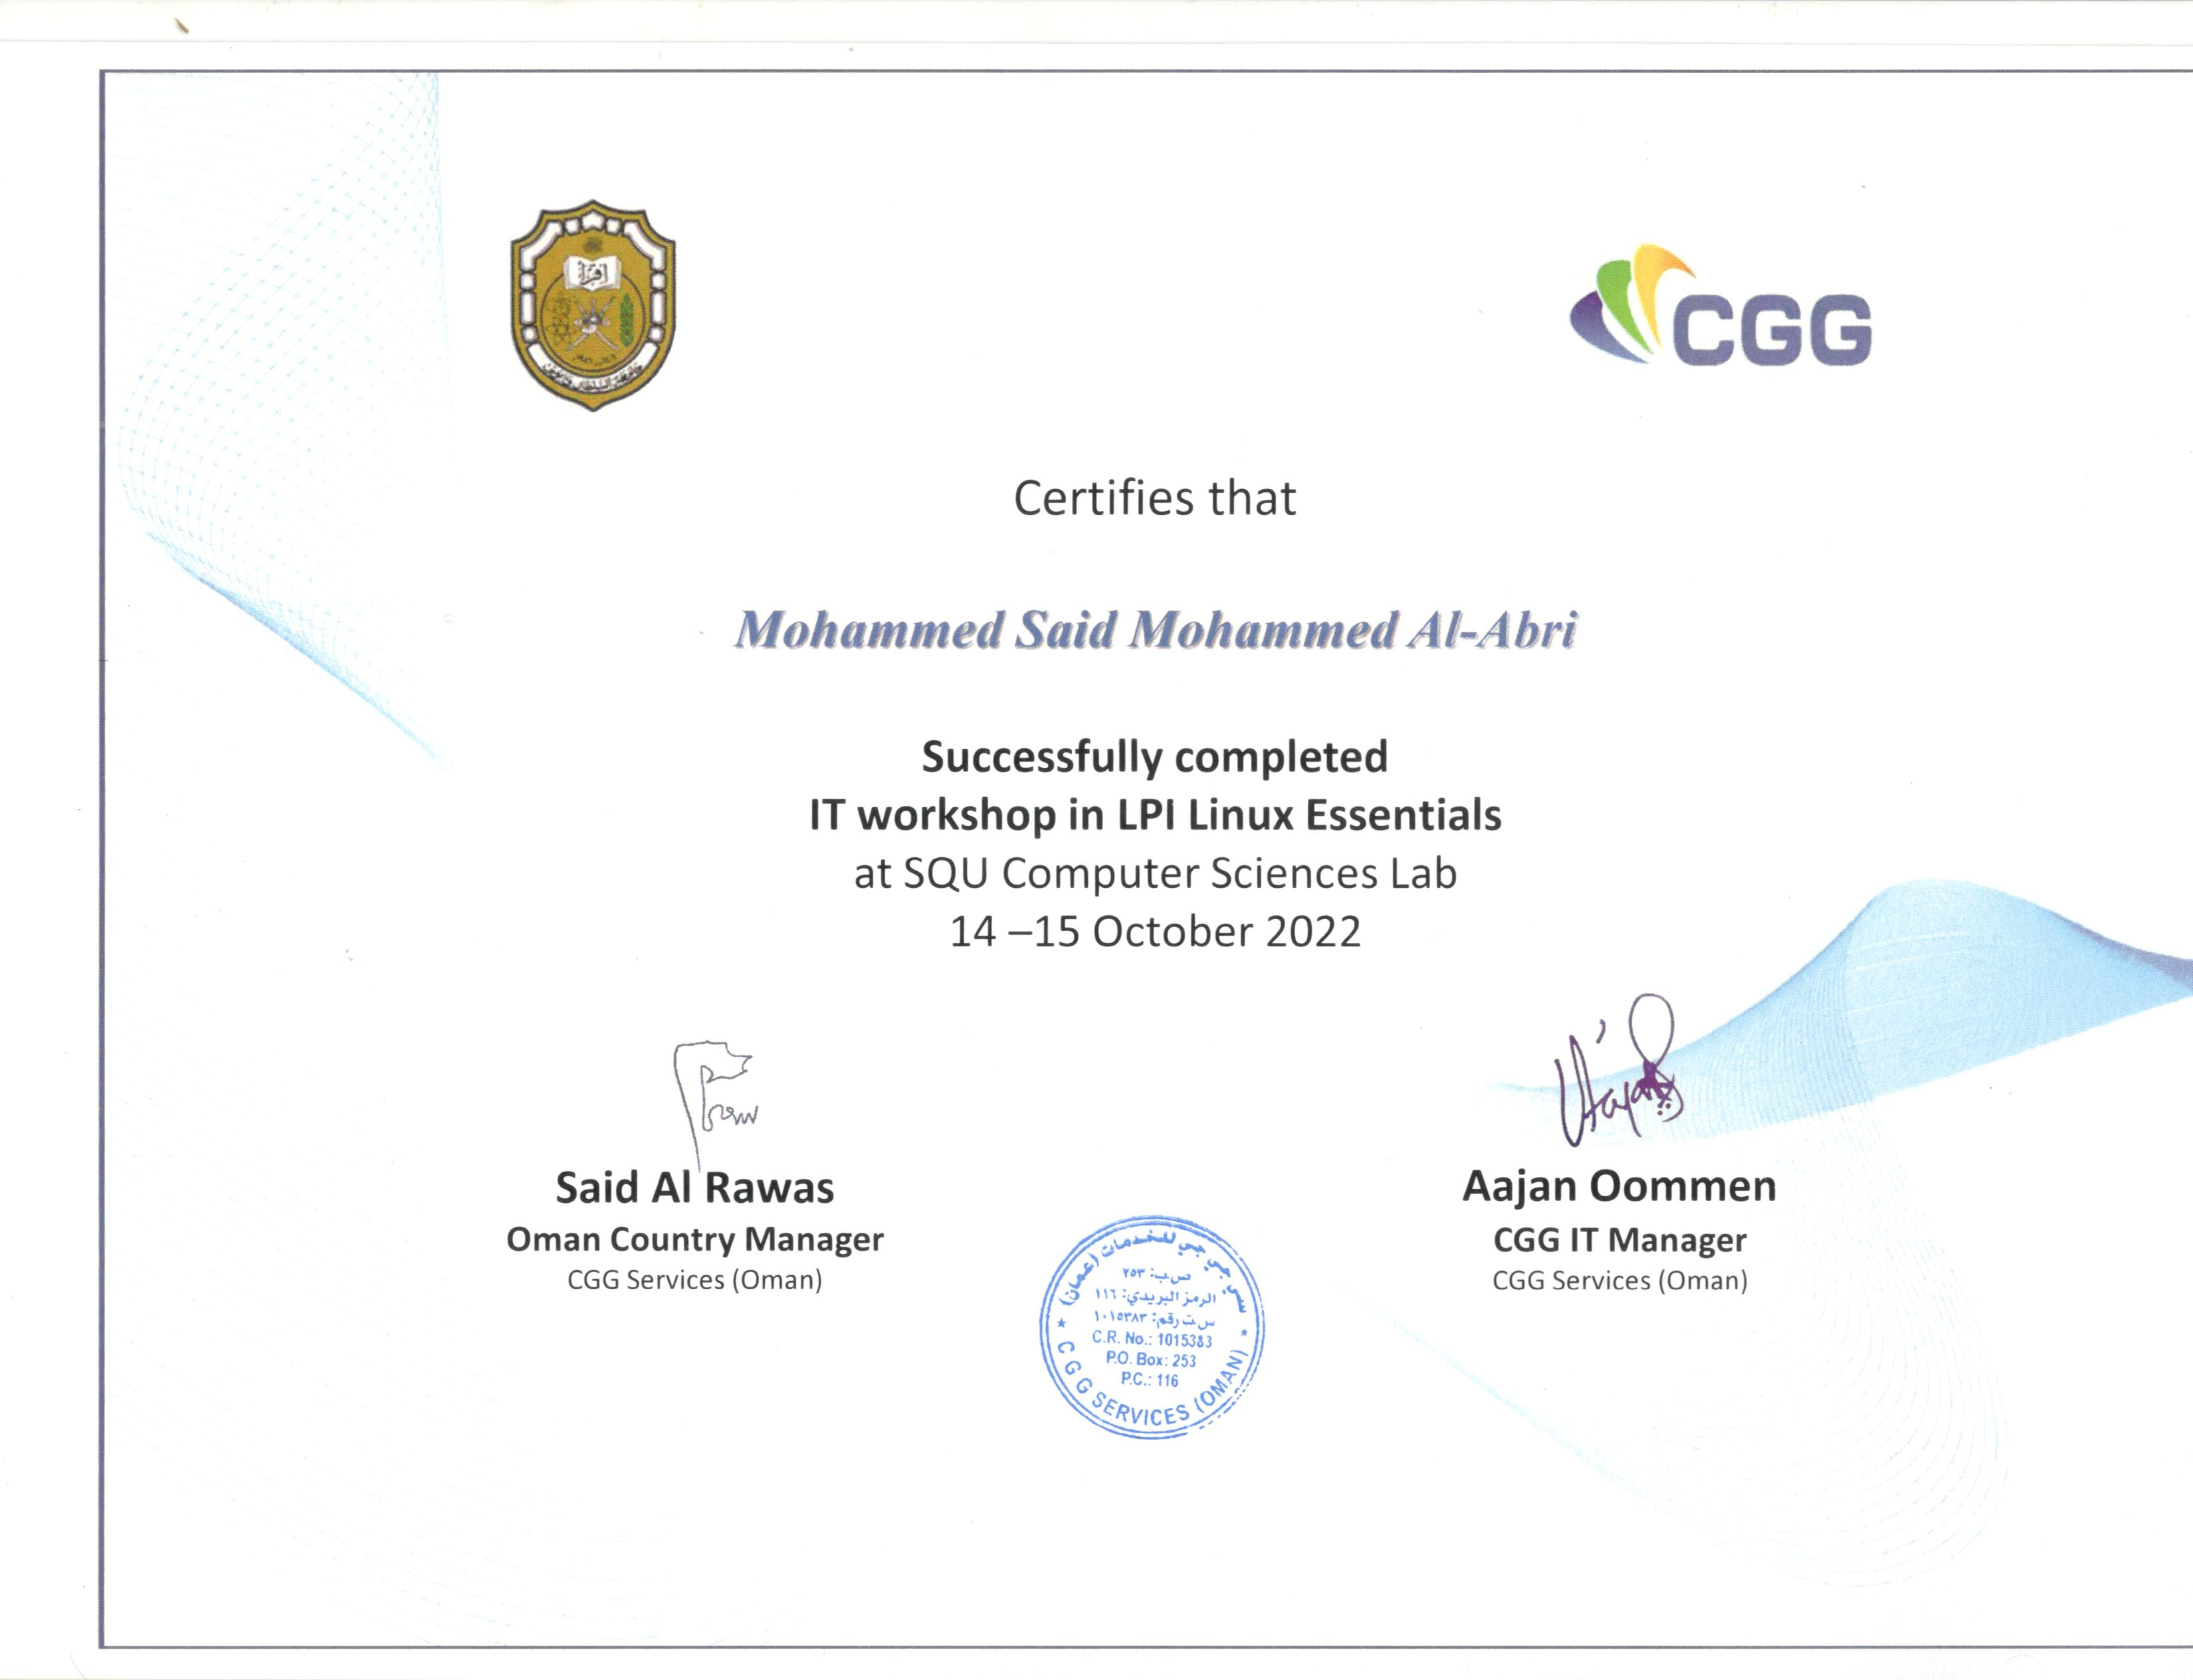 اقرأ
CGG
Certifies that
Mohammed Said Mohammed Al-Abri
Successfully completed
IT workshop in LPI Linux Essentials
at SQU Computer Sciences Lab
14 –15 October 2022
Said Al Rawas
Oman Country Manager
CGG Services (Oman)
Aajan Oommen
CGG IT Manager
CGG Services (Oman)
سي جي جي للخدمات (عمان)
ص.ب: ٢٥٣
الرمز البريدي: ١١٦
س.ت رقم: ١٠١٥٣٨٣
C.R. No.: 1015383
P.O. Box: 253
P.C.: 116
CGG SERVICES (OMAN)